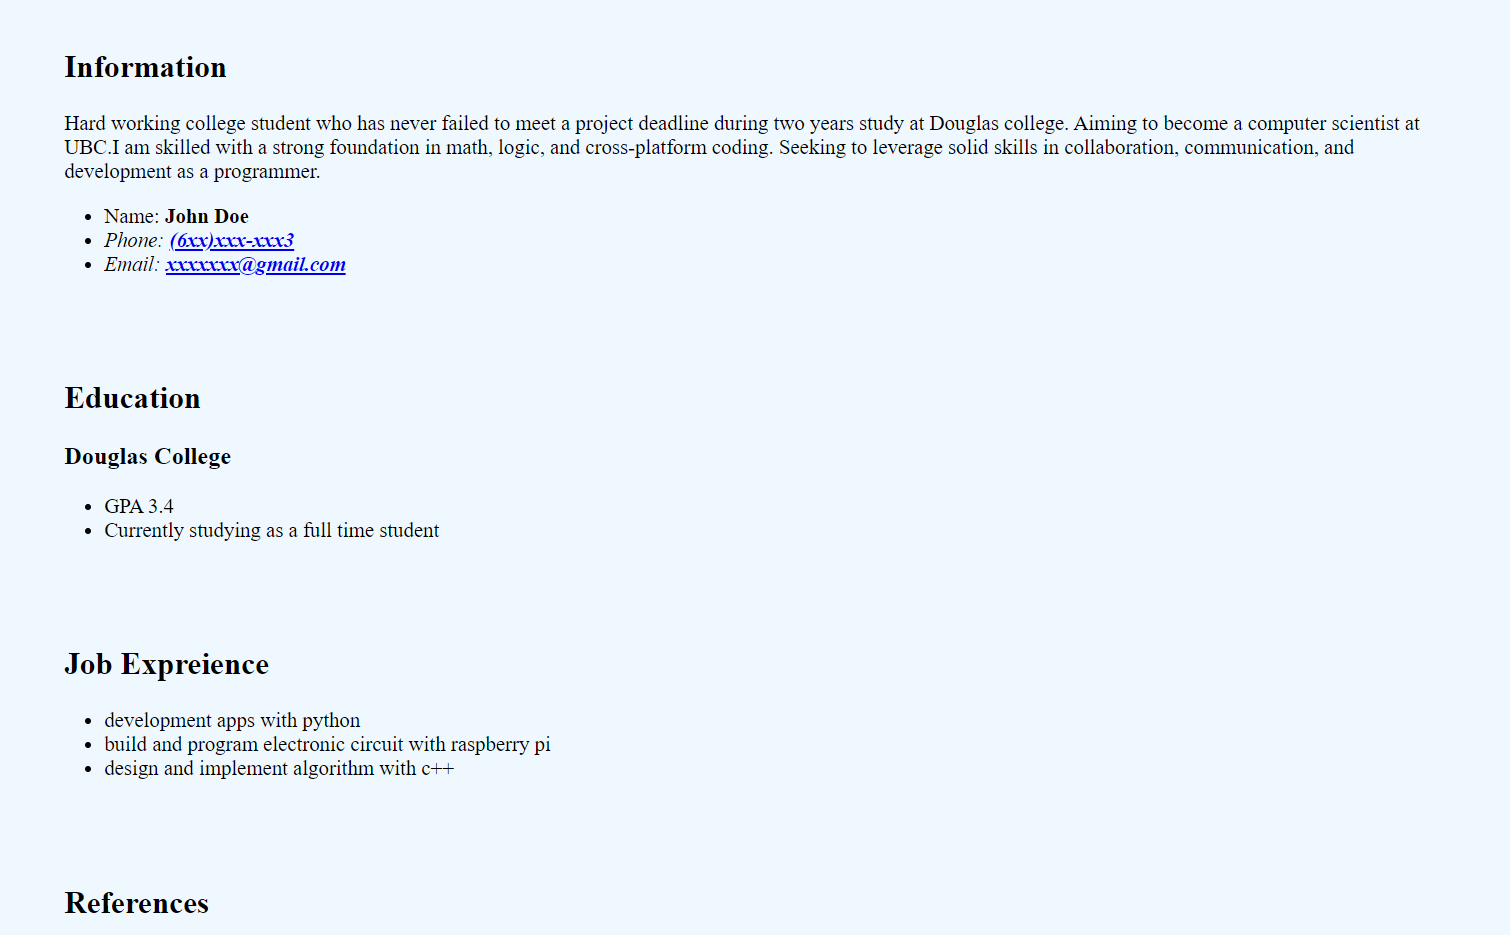 Information
Hard working college student who has never failed to meet a project deadline during two years study at Douglas college. Aiming to become a computer scientist at
UBC.I am skilled with a strong foundation in math, logic, and cross-platform coding. Seeking to leverage solid skills in collaboration, communication, and
development as a programmer.
• Name: John Doe
• Phone: (6xx)xxx-xxx3
• Email: xxxxxxx@gmail.com
Education
Douglas College
• GPA 3.4
• Currently studying as a full time student
Job Expreience
• development apps with python
• build and program electronic circuit with raspberry pi
• design and implement algorithm with c++
References